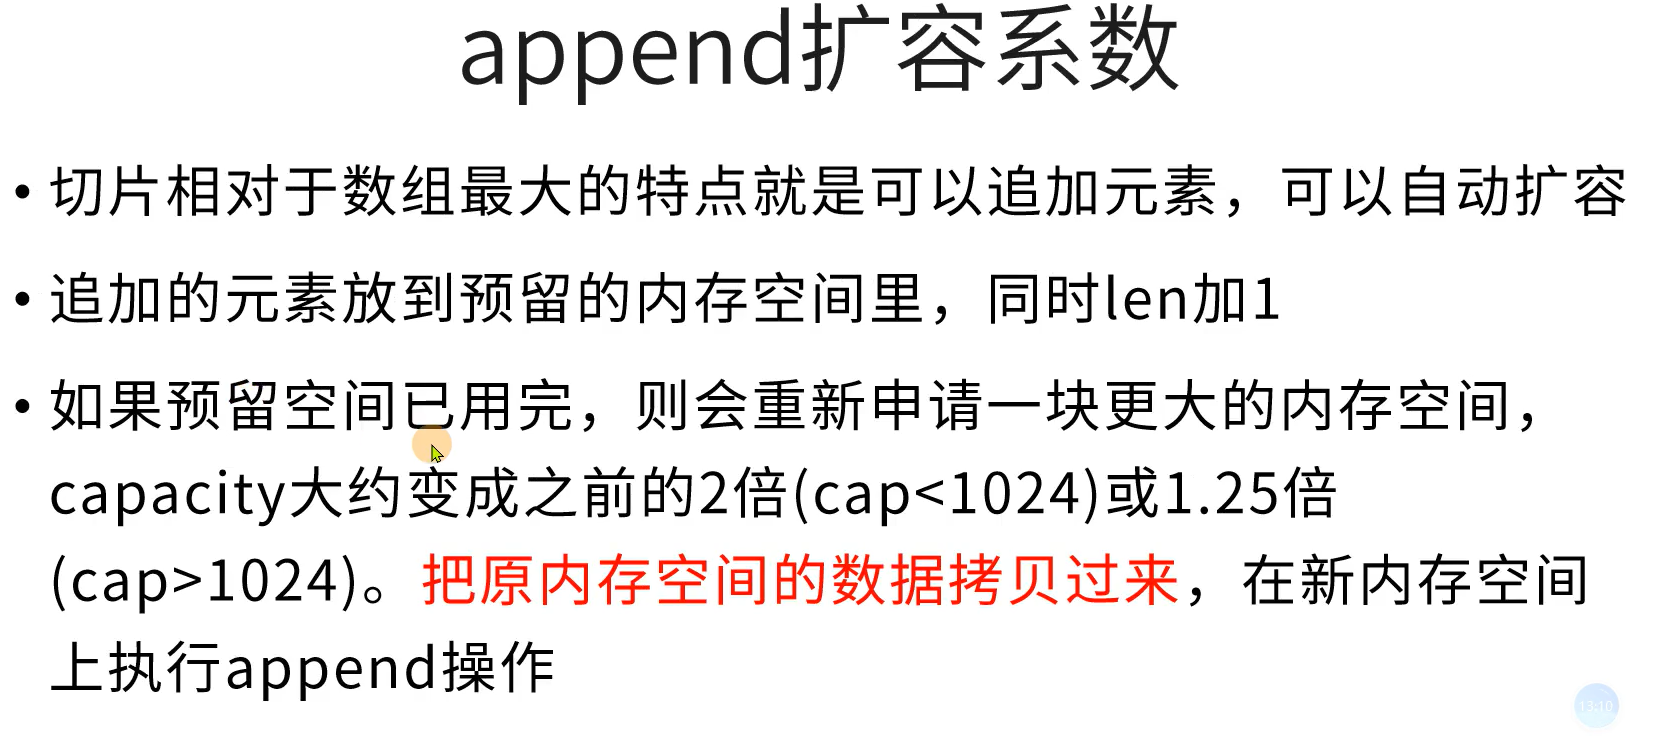 append扩容系数
• 切片相对于数组最大的特点就是可以追加元素，可以自动扩容
• 追加的元素放到预留的内存空间里，同时len加1
• 如果预留空间已用完，则会重新申请一块更大的内存空间，
capacity大约变成之前的2倍(cap<1024)或1.25倍
(cap>1024)。把原内存空间的数据拷贝过来，在新内存空间
上执行append操作
13:10